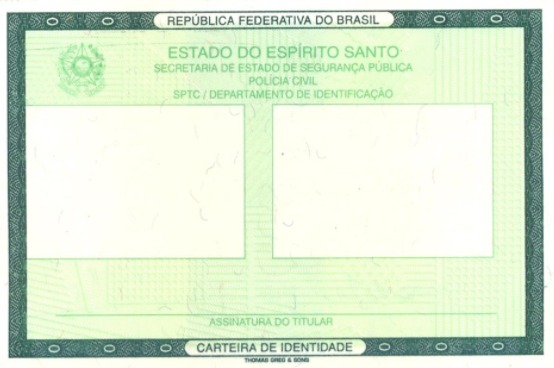 REPÚBLICA FEDERATIVA DO BRASIL
ESTADO DO ESPÍRITO SANTO
SECRETARIA DE ESTADO DE SEGURANÇA PÚBLICA
POLÍCIA CIVIL
SPTC / DEPARTAMENTO DE IDENTIFICAÇÃO
ASSINATURA DO TITULAR
CARTEIRA DE IDENTIDADE
THOMAS GREG & SONS